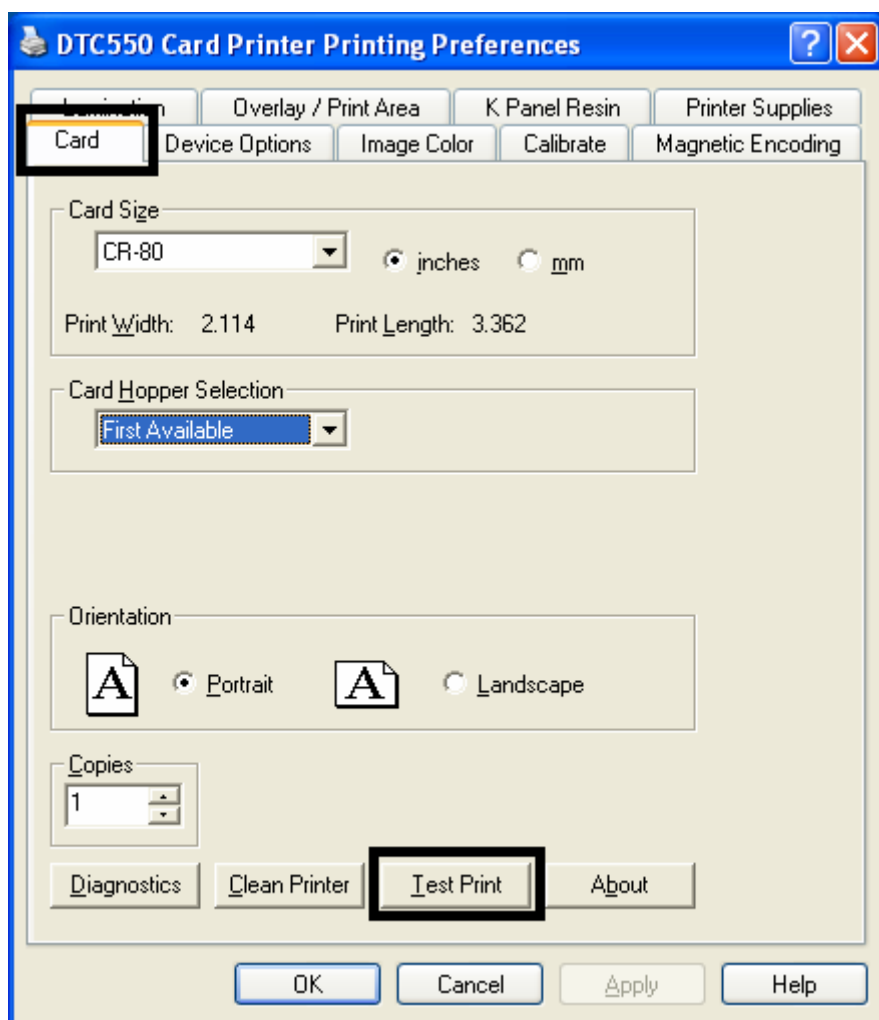 DTC550 Card Printer Printing Preferences
Lamination Overlay / Print Area K Panel Resin Printer Supplies
Card Device Options Image Color Calibrate Magnetic Encoding
Card Size
CR-80 inches mm
Print Width: 2.114 Print Length: 3.362
Card Hopper Selection
First Available
Orientation
A Portrait A Landscape
Copies
1
Diagnostics Clean Printer Test Print About
OK Cancel Apply Help